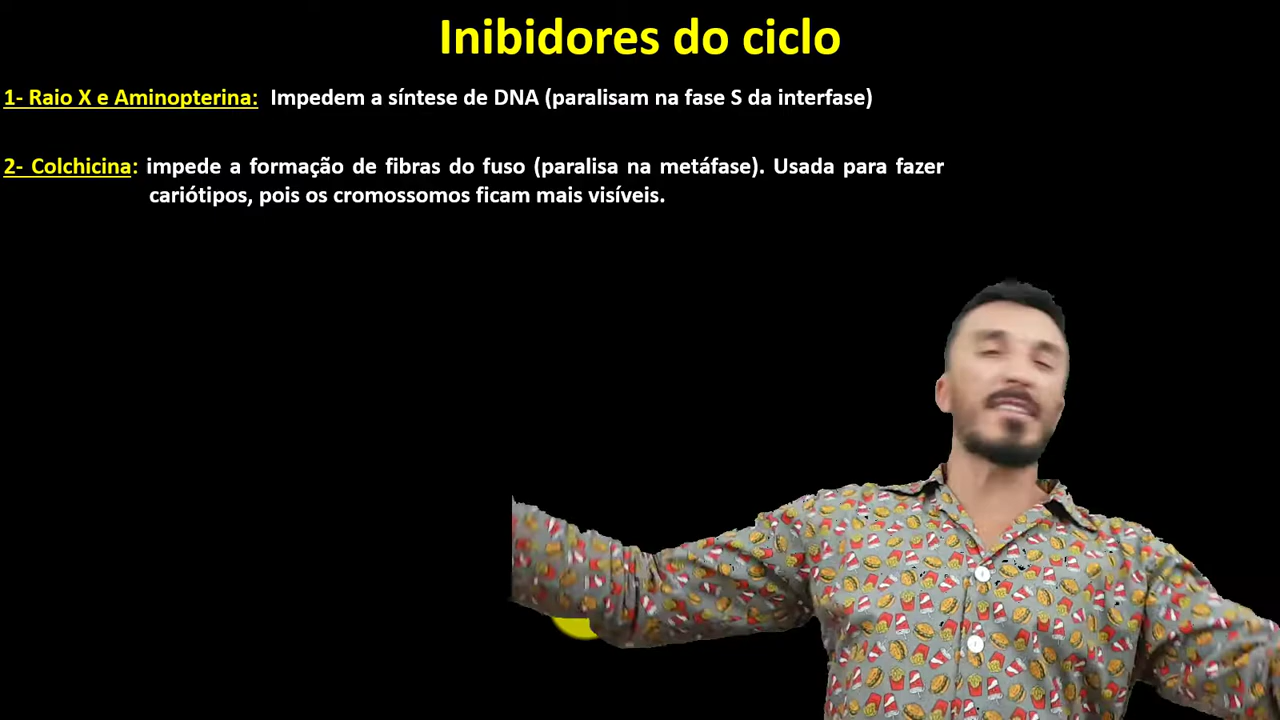 Inibidores do ciclo
1- Raio X e Aminopterina: Impedem a síntese de DNA (paralisam na fase S da interfase)
2- Colchicina: impede a formação de fibras do fuso (paralisa na metáfase). Usada para fazer
cariótipos, pois os cromossomos ficam mais visíveis.